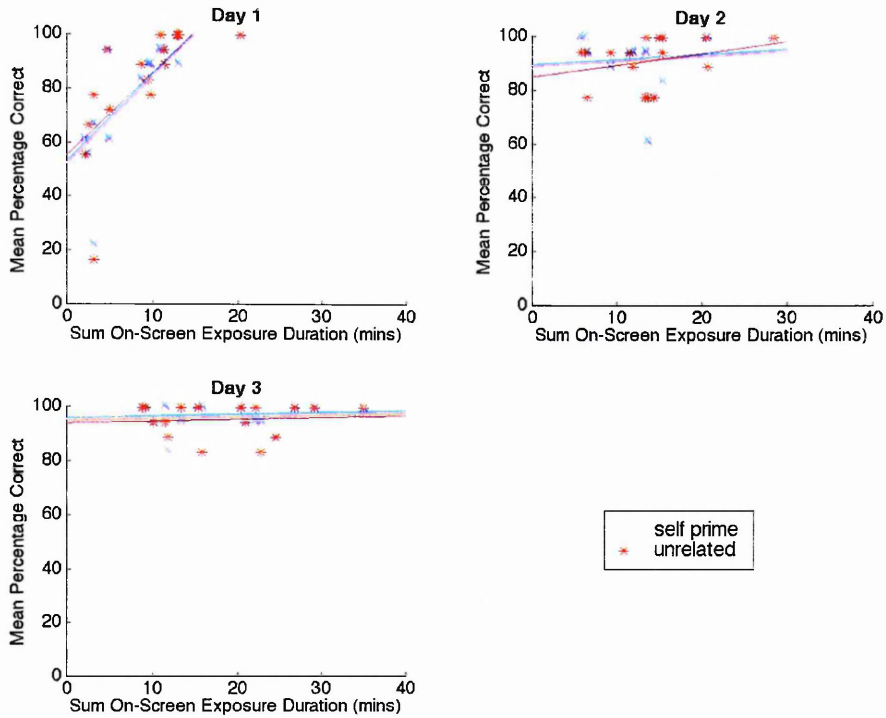 Day 1
Mean Percentage Correct
100
80
60
40
20
0
0 10 20 30 40
Sum On-Screen Exposure Duration (mins)
Day 2
Mean Percentage Correct
100
80
60
40
20
0
0 10 20 30 40
Sum On-Screen Exposure Duration (mins)
Day 3
Mean Percentage Correct
100
80
60
40
20
0
0 10 20 30 40
Sum On-Screen Exposure Duration (mins)
self prime
unrelated